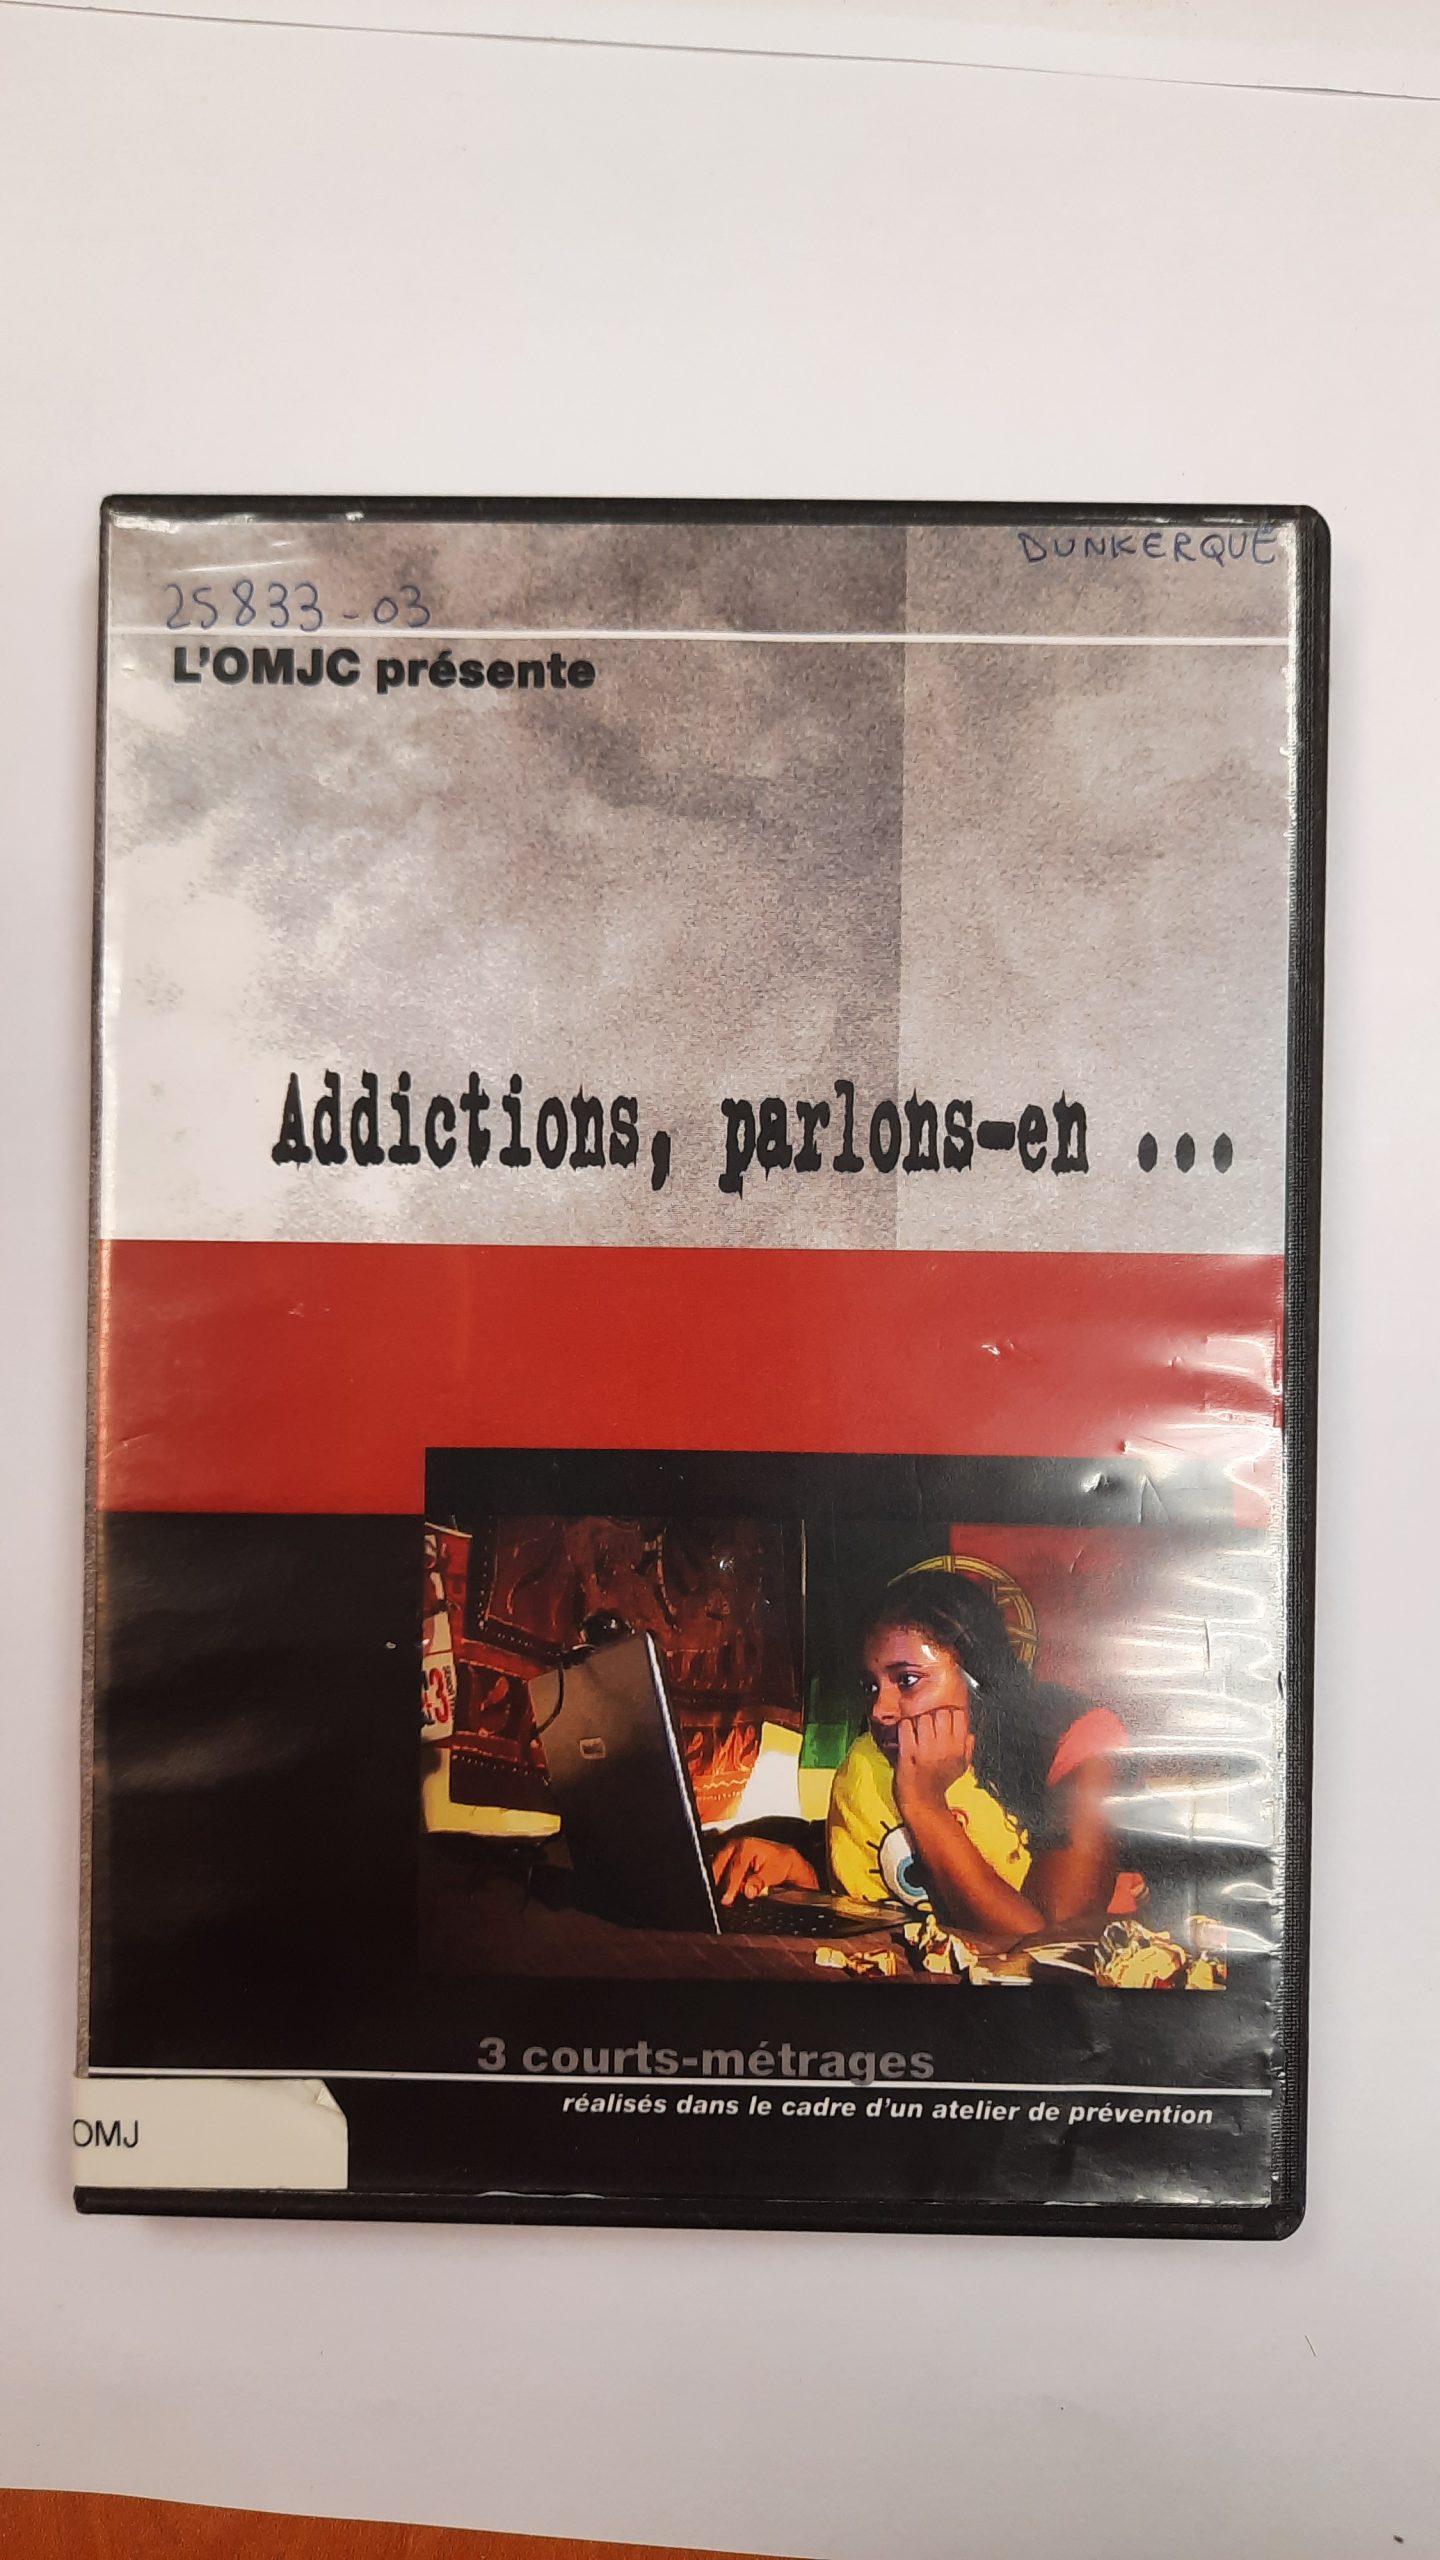 DUNKERQUE
25833-03
L'OMJC présente
Addictions, parlons-en ...
3 courts-métrages
réalisés dans le cadre d'un atelier de prévention
OMJ